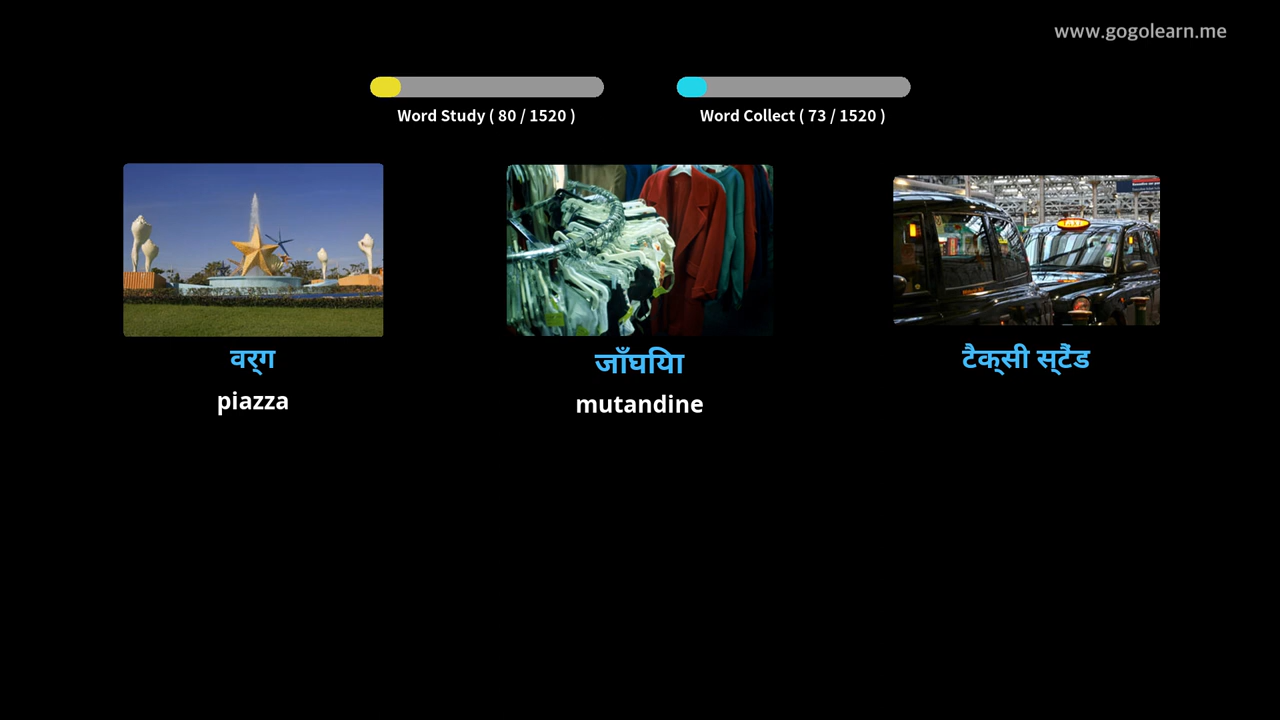 www.gogolearn.me
Word Study ( 80 / 1520 )
Word Collect ( 73 / 1520 )
वर्ग
जाँघिया
टैक्सी स्टैंड
piazza
mutandine